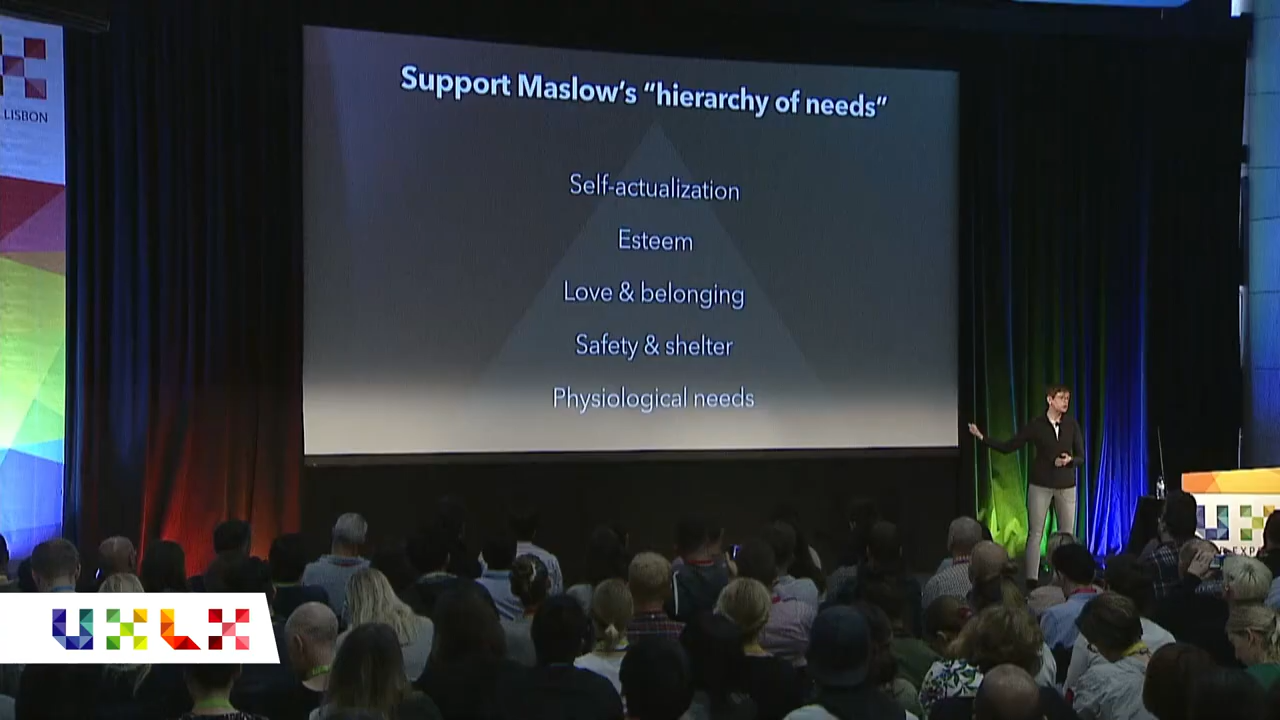 LISBON
Support Maslow's “hierarchy of needs”
Self-actualization
Esteem
Love & belonging
Safety & shelter
Physiological needs
UXLX